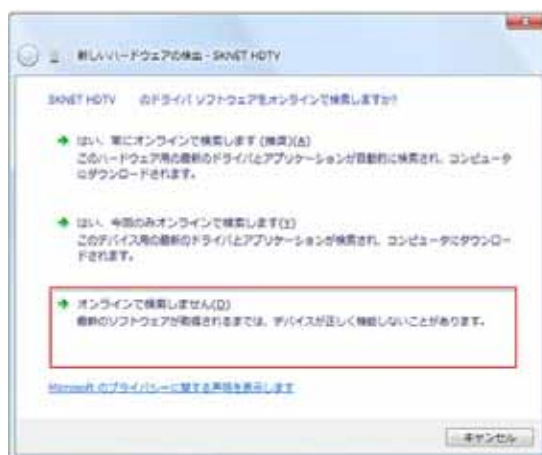 新しいハードウェアの検出 - SKNET HDTV
SKNET HDTV のドライバ ソフトウェアをオンラインで検索しますか?
はい、常にオンラインで検索します (推奨)(A)
このハードウェア用の最新のドライバとアプリケーションが自動的に検索され、コンピュータ
にダウンロードされます。
はい、今回のみオンラインで検索します(Y)
このデバイス用の最新のドライバとアプリケーションが検索され、コンピュータにダウンロー
ドされます。
オンラインで検索しません(D)
最新のソフトウェアが取得されるまでは、デバイスが正しく機能しないことがあります。
Microsoft のプライバシーに関する声明を表示します
キャンセル